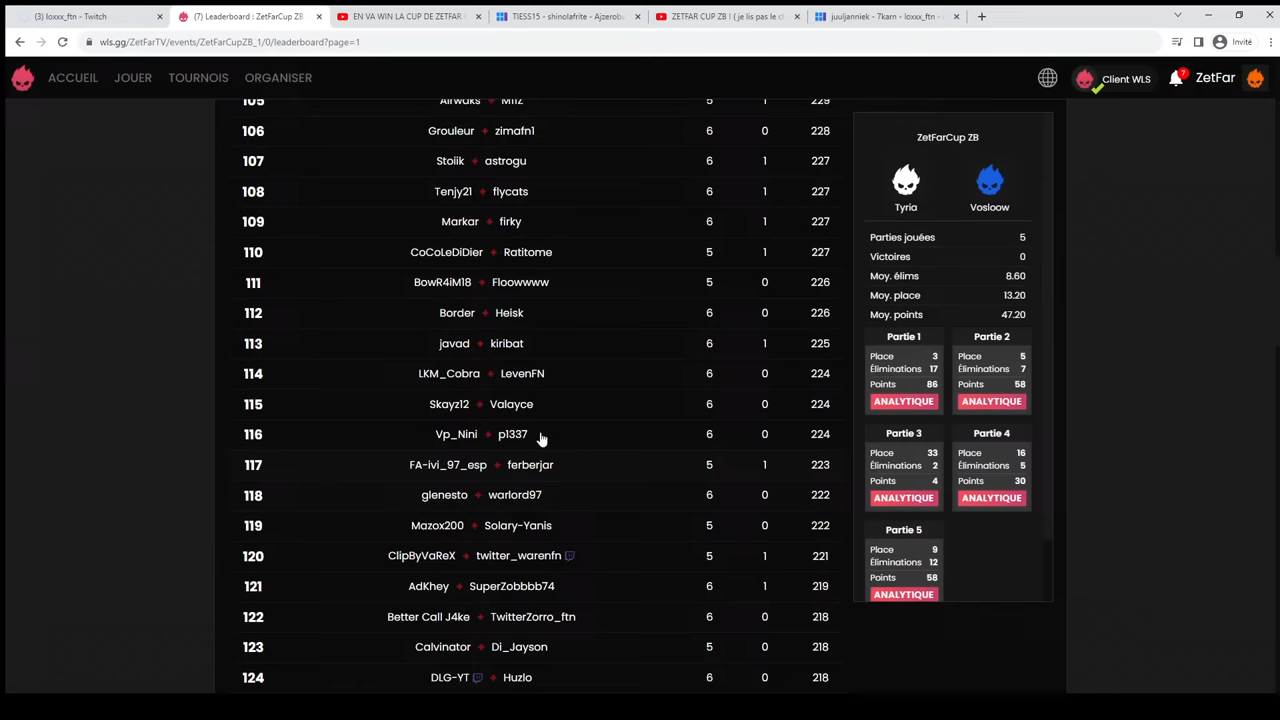 (3) loxxx_ftn - Twitch
(7) Leaderboard : ZetFarCup ZB
EN VA WIN LA CUP DE ZETFAR
TIESS15 - shinolafrite - Ajzerob
ZETFAR CUP ZB ! ( je lis pas le c
juuljanniek - 7karn - loxxx_ftn -
wls.gg/ZetFarTV/events/ZetFarCupZB_1/0/leaderboard?page=1
Invité
ACCUEIL JOUER TOURNOIS ORGANISER
Client WLS 7 ZetFar
105 Airwaks M11z 5 1 229
106 Grouleur zimafn1 6 0 228
107 Stoiik astrogu 6 1 227
108 Tenjy21 flycats 6 1 227
109 Markar firky 6 1 227
110 CoCoLeDiDier Ratitome 5 1 227
111 BowR4iM18 Floowwww 5 0 226
112 Border Heisk 6 0 226
113 javad kiribat 6 1 225
114 LKM_Cobra LevenFN 6 0 224
115 Skayz12 Valayce 6 0 224
116 Vp_Nini p1337 6 0 224
117 FA-ivi_97_esp ferberjar 5 1 223
118 glenesto warlord97 6 0 222
119 Mazox200 Solary-Yanis 5 0 222
120 ClipByVaReX twitter_warenfn 5 1 221
121 AdKhey SuperZobbbb74 6 1 219
122 Better Call J4ke TwitterZorro_ftn 6 0 218
123 Calvinator Di_Jayson 5 0 218
124 DLG-YT Huzlo 6 0 218
ZetFarCup ZB
Tyria Vosloow
Parties jouées 5
Victoires 0
Moy. élims 8.60
Moy. place 13.20
Moy. points 47.20
Partie 1 Partie 2
Place 3 Place 5
Éliminations 17 Éliminations 7
Points 86 Points 58
ANALYTIQUE ANALYTIQUE
Partie 3 Partie 4
Place 33 Place 16
Éliminations 2 Éliminations 5
Points 4 Points 30
ANALYTIQUE ANALYTIQUE
Partie 5
Place 9
Éliminations 12
Points 58
ANALYTIQUE